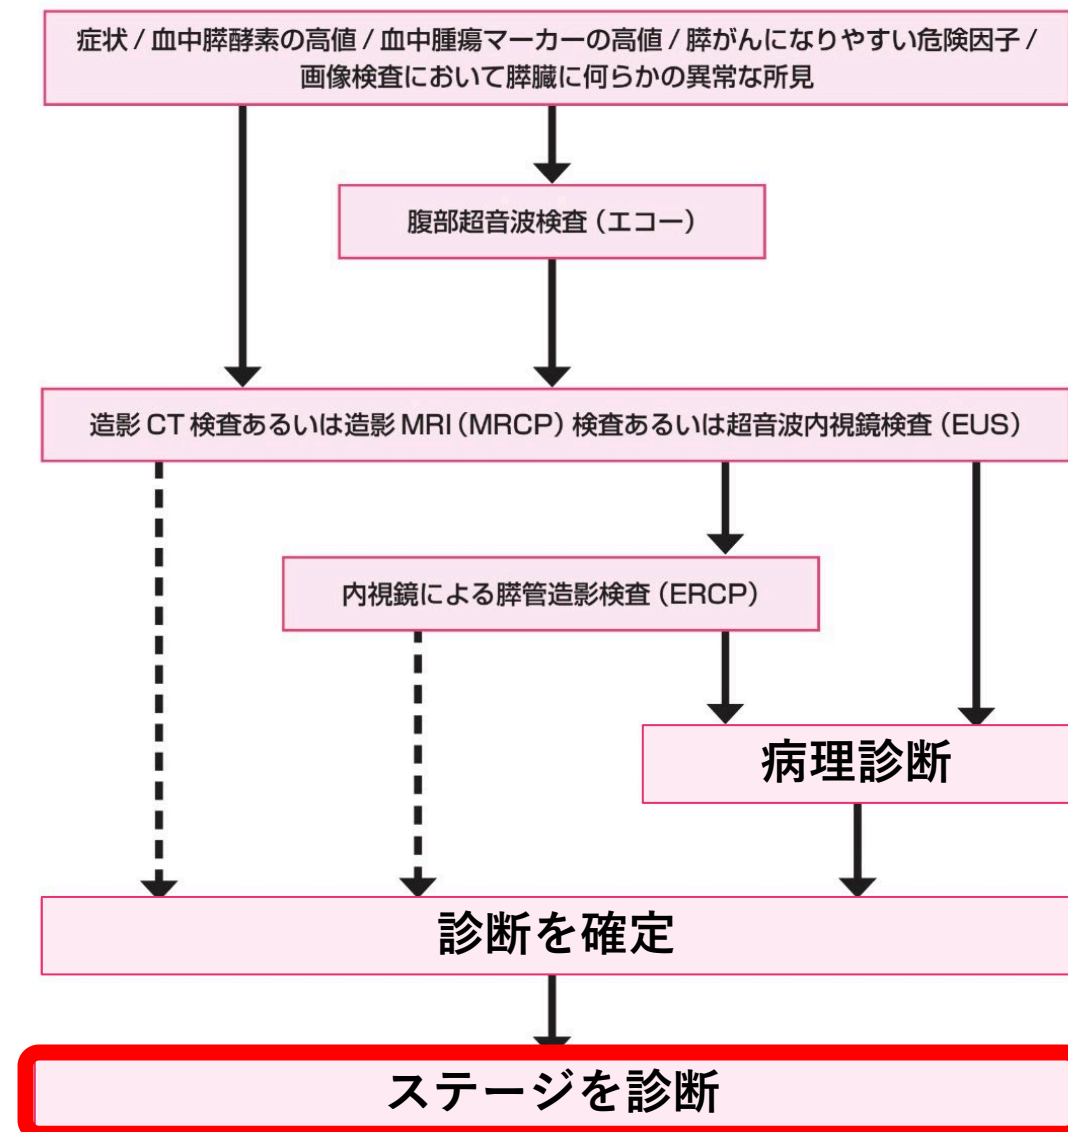 症状 / 血中膵酵素の高値 / 血中腫瘍マーカーの高値 / 膵がんになりやすい危険因子 /
画像検査において膵臓に何らかの異常な所見
腹部超音波検査（エコー）
造影 CT 検査あるいは造影 MRI（MRCP）検査あるいは超音波内視鏡検査（EUS）
内視鏡による膵管造影検査（ERCP）
病理診断
診断を確定
ステージを診断